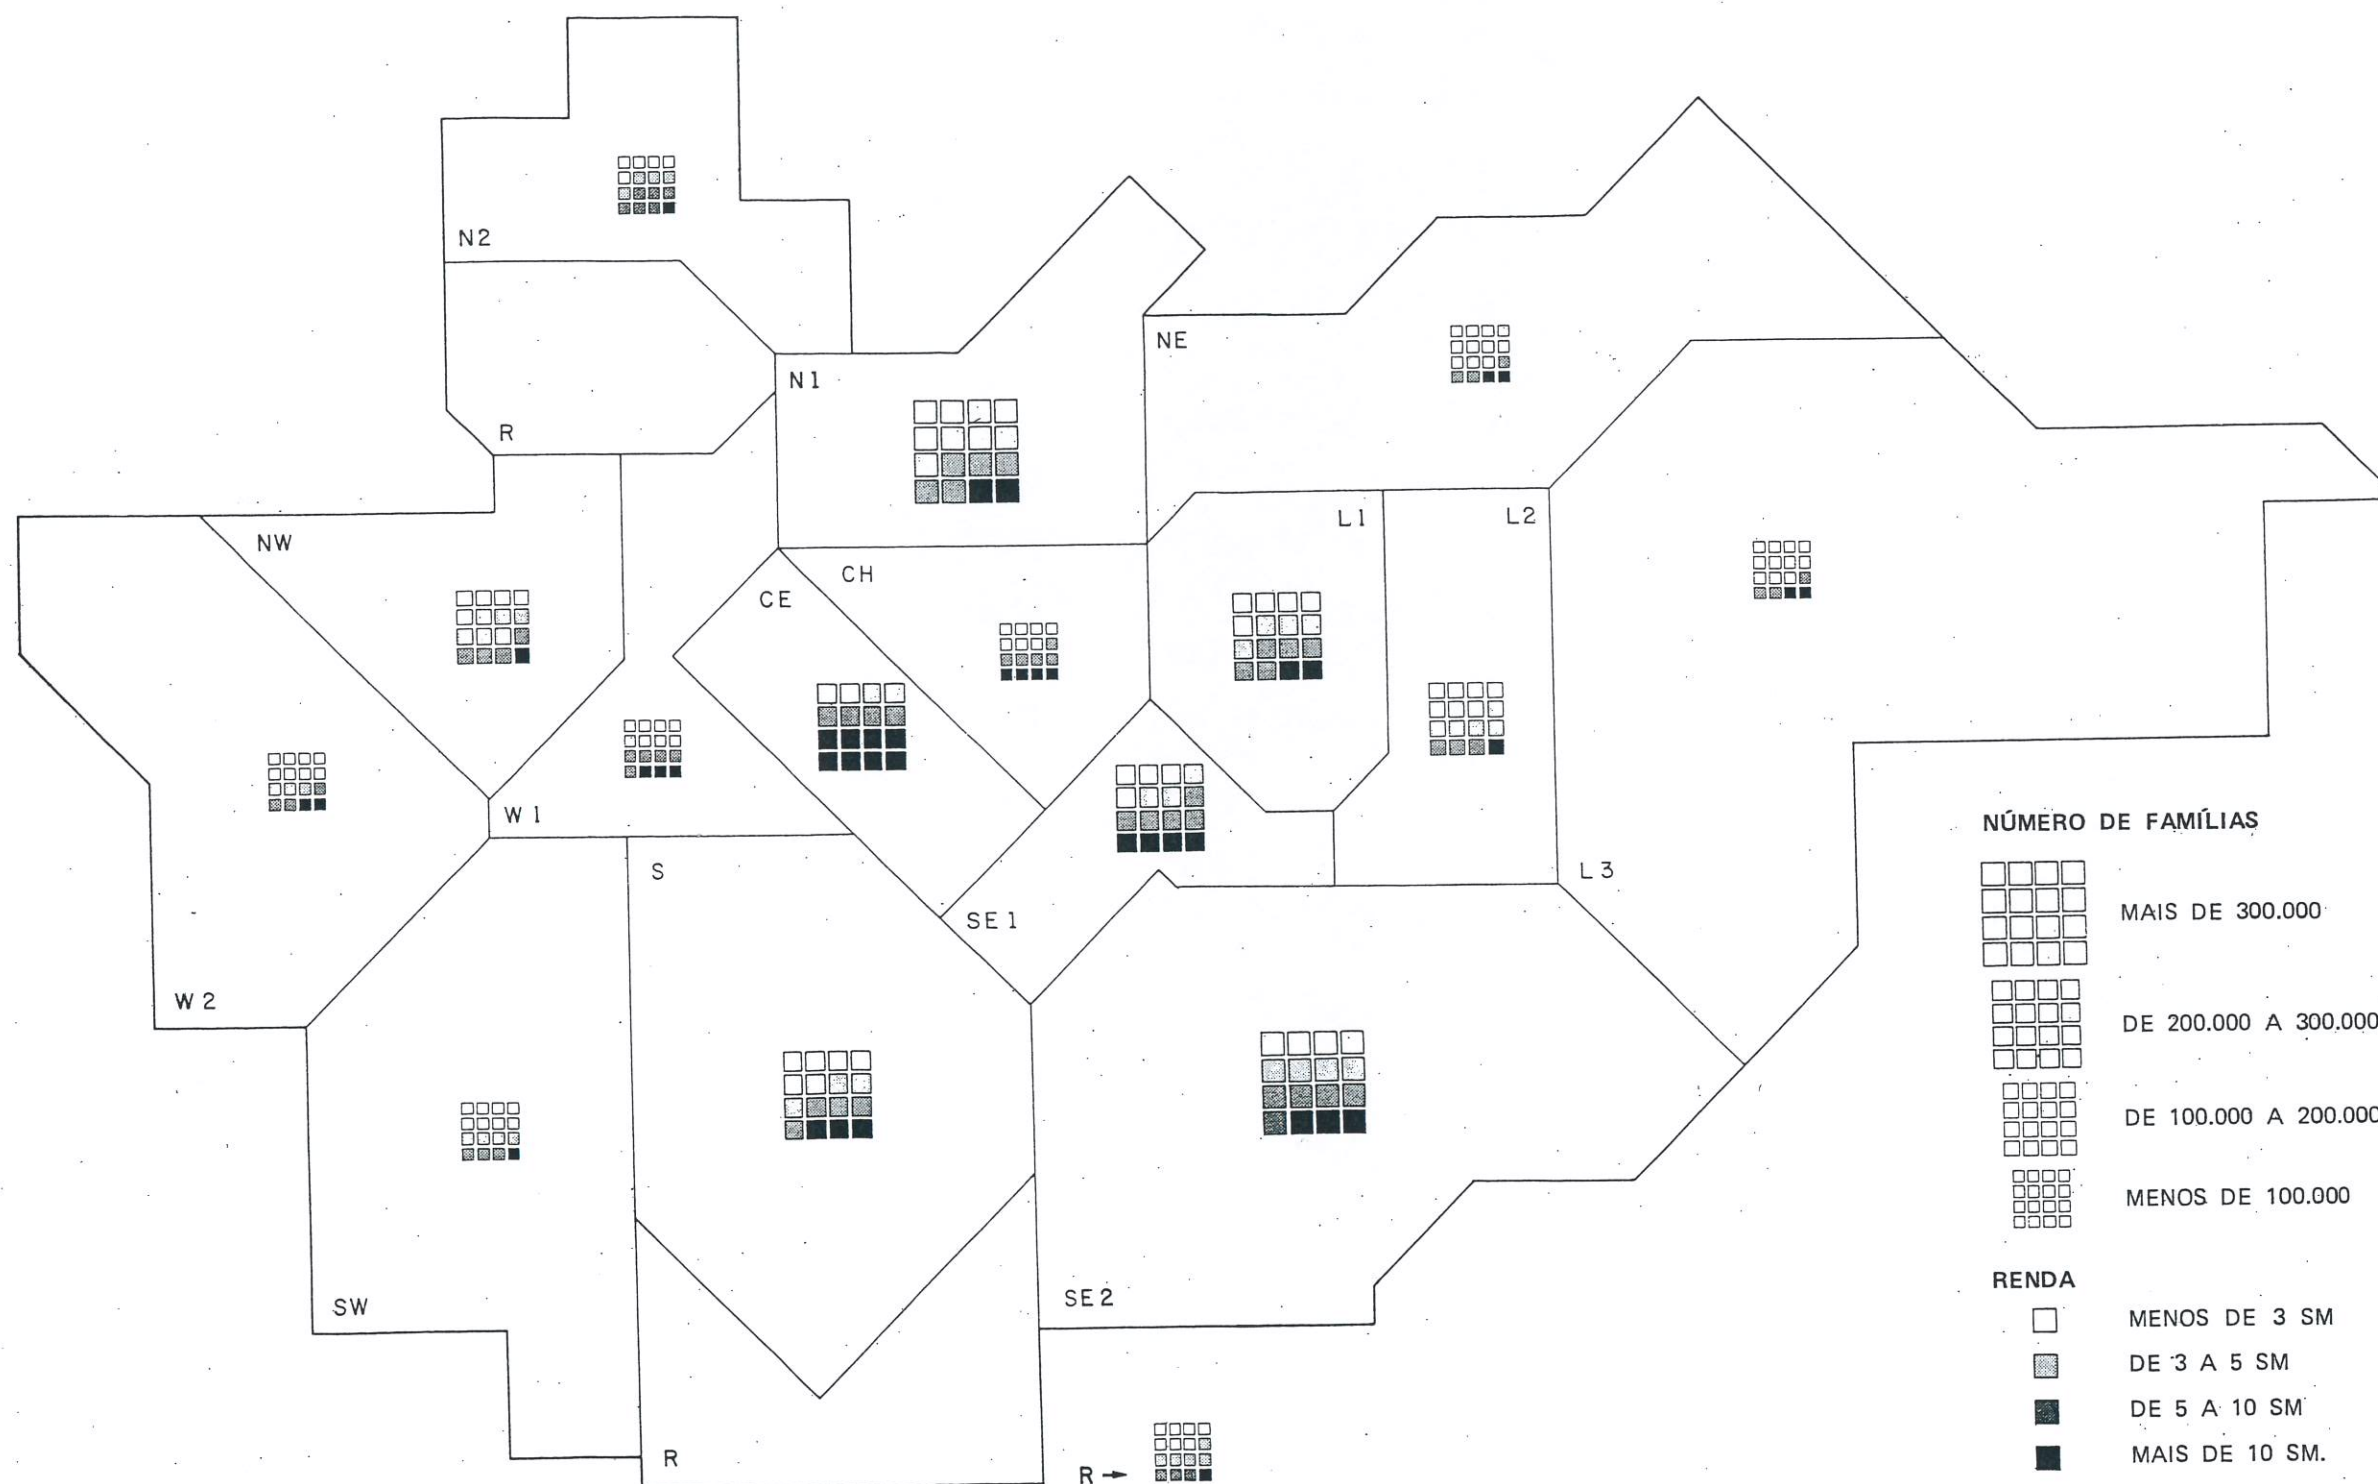 N2
R
N1
NE
NW
CE
CH
L1
L2
W1
S
SE1
L3
W2
SW
SE2
R
R →
NÚMERO DE FAMÍLIAS
MAIS DE 300.000
DE 200.000 A 300.000
DE 100.000 A 200.000
MENOS DE 100.000
RENDA
MENOS DE 3 SM
DE 3 A 5 SM
DE 5 A 10 SM
MAIS DE 10 SM.